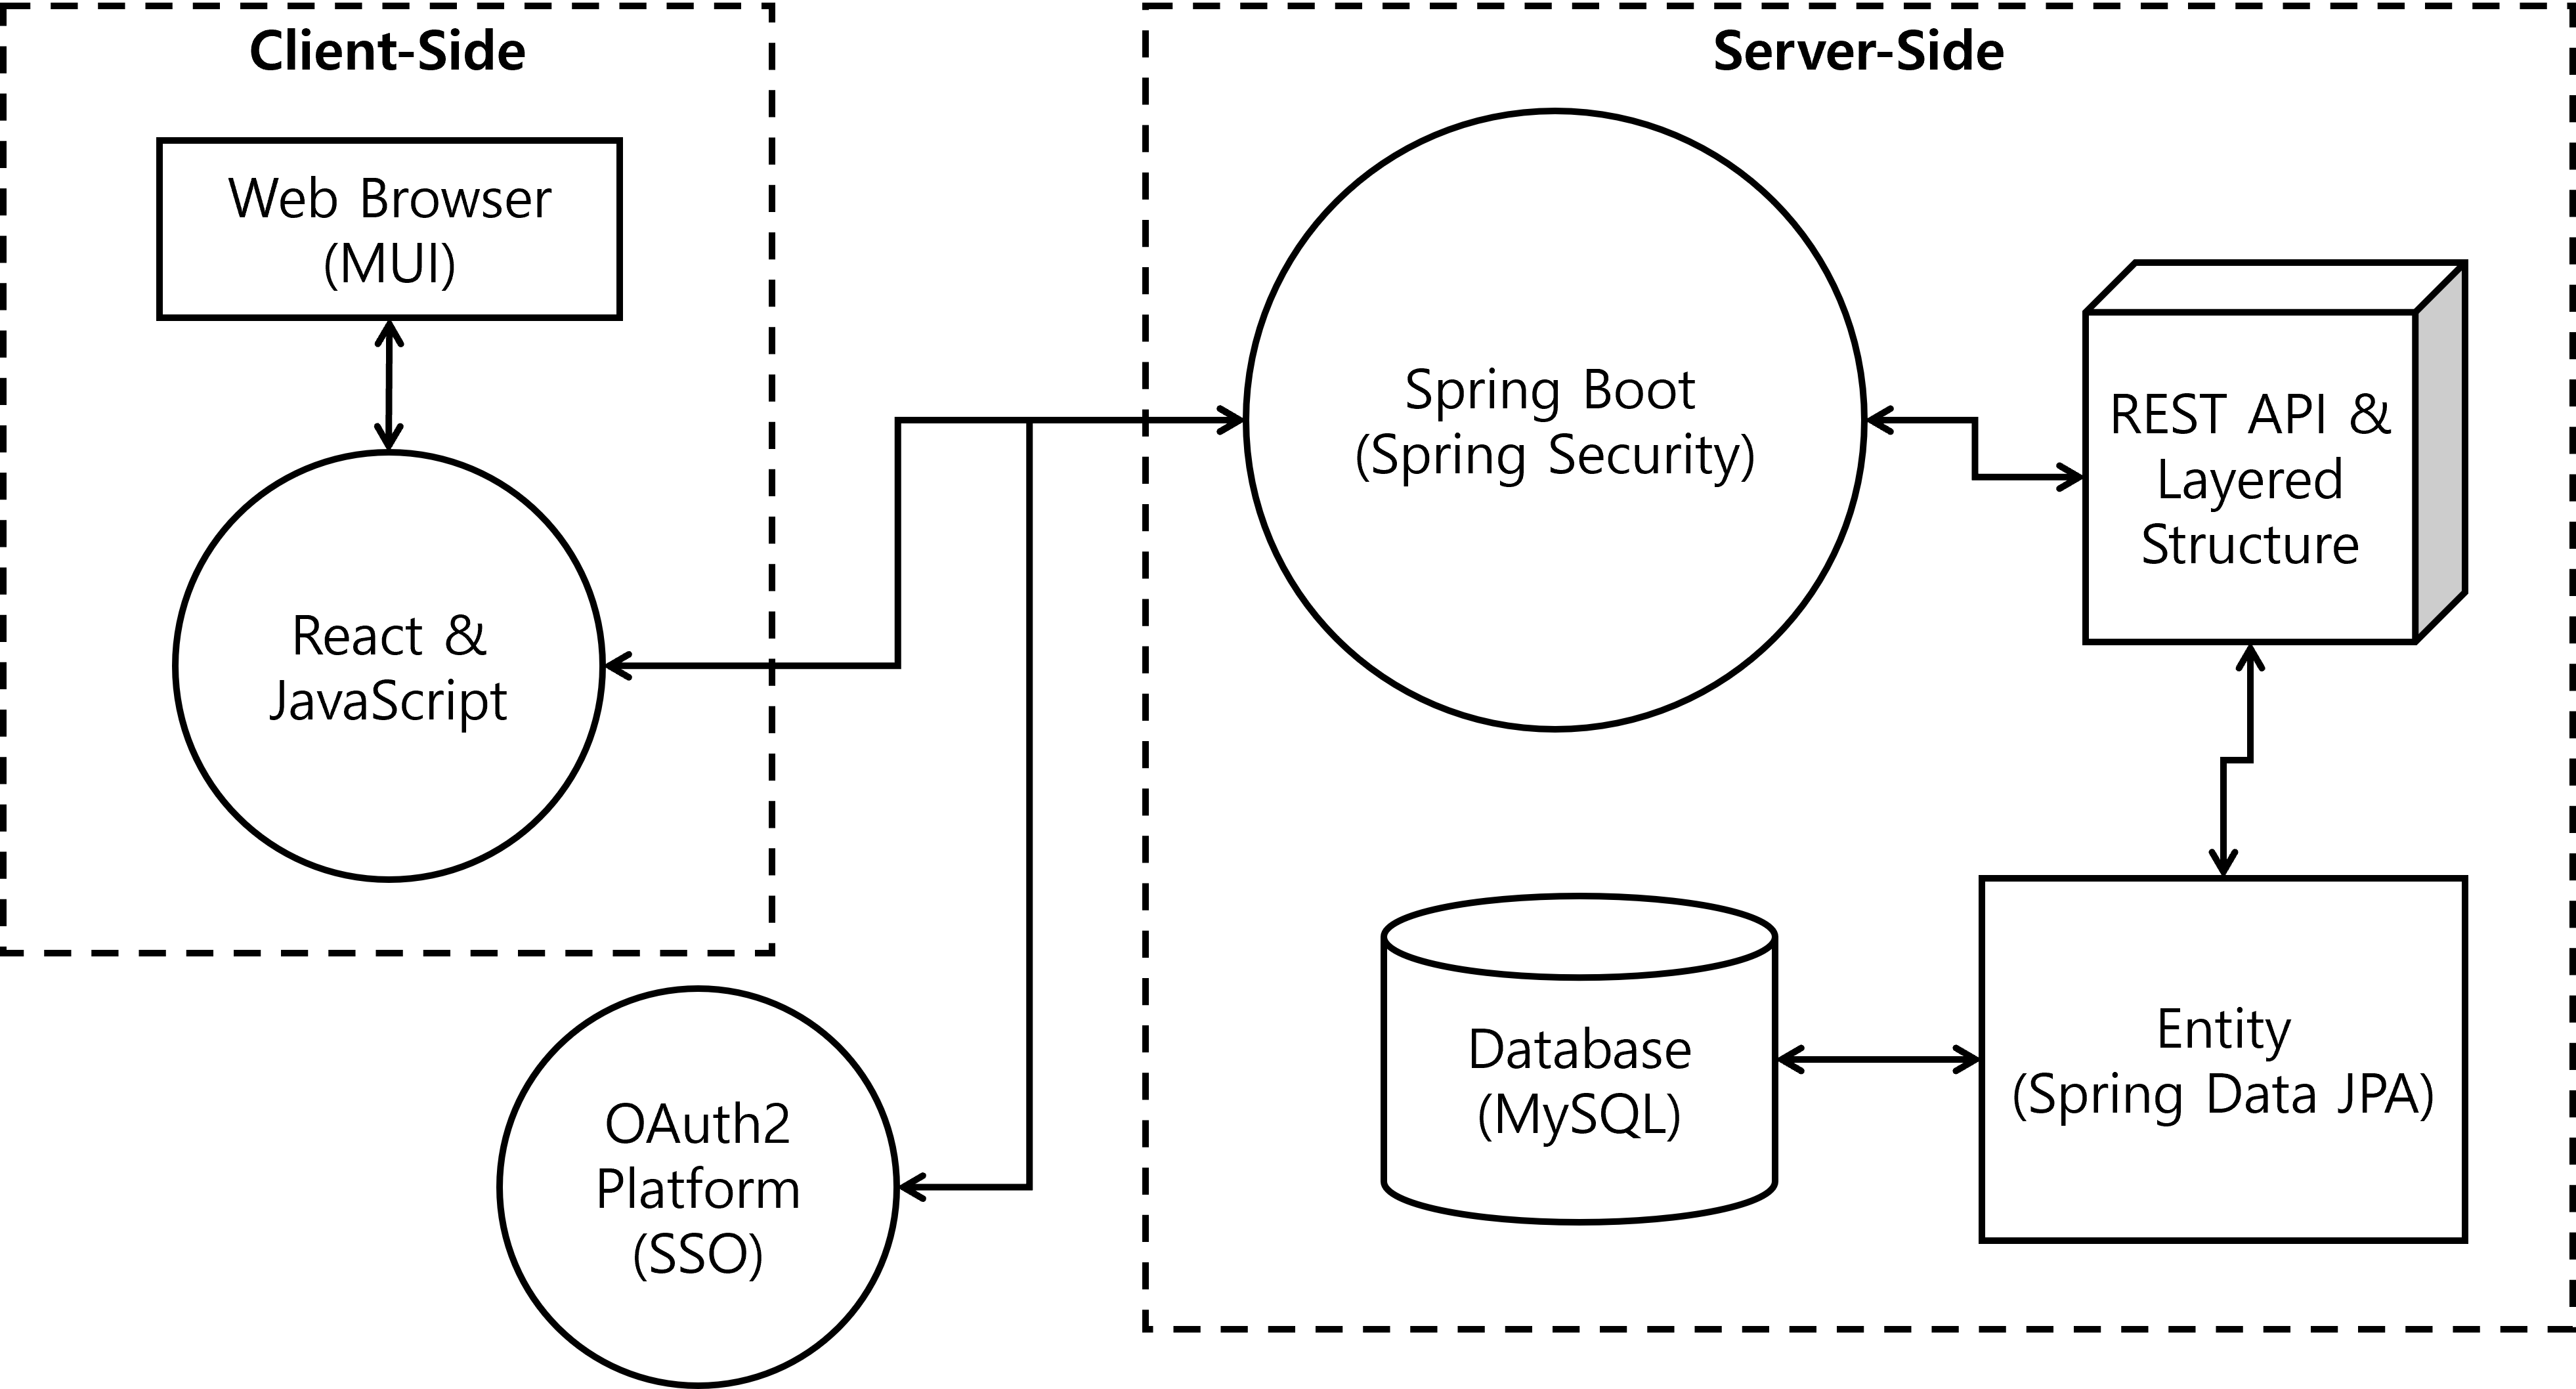 Client-Side
Web Browser
(MUI)
React &
JavaScript
OAuth2
Platform
(SSO)
Server-Side
Spring Boot
(Spring Security)
REST API &
Layered
Structure
Database
(MySQL)
Entity
(Spring Data JPA)